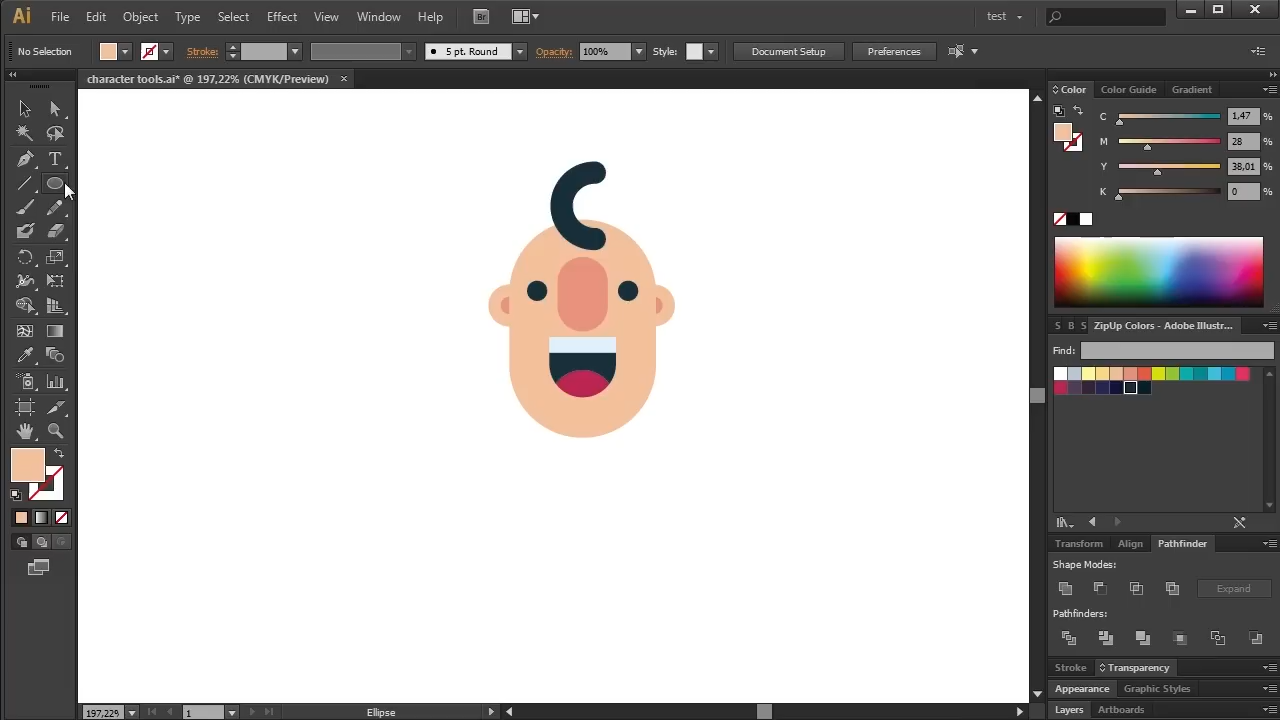 Ai File Edit Object Type Select Effect View Window Help Br test
No Selection Stroke: 5 pt. Round Opacity: 100% Style: Document Setup Preferences
character tools.ai* @ 197,22% (CMYK/Preview) ×
Color Color Guide Gradient
C 1,47 %
M 28 %
Y 38,01 %
K 0 %
T
S B S ZipUp Colors - Adobe Illustr...
Find:
Transform Align Pathfinder
Shape Modes:
Expand
Pathfinders:
Stroke Transparency
Appearance Graphic Styles
Layers Artboards
197,22% 1 Ellipse